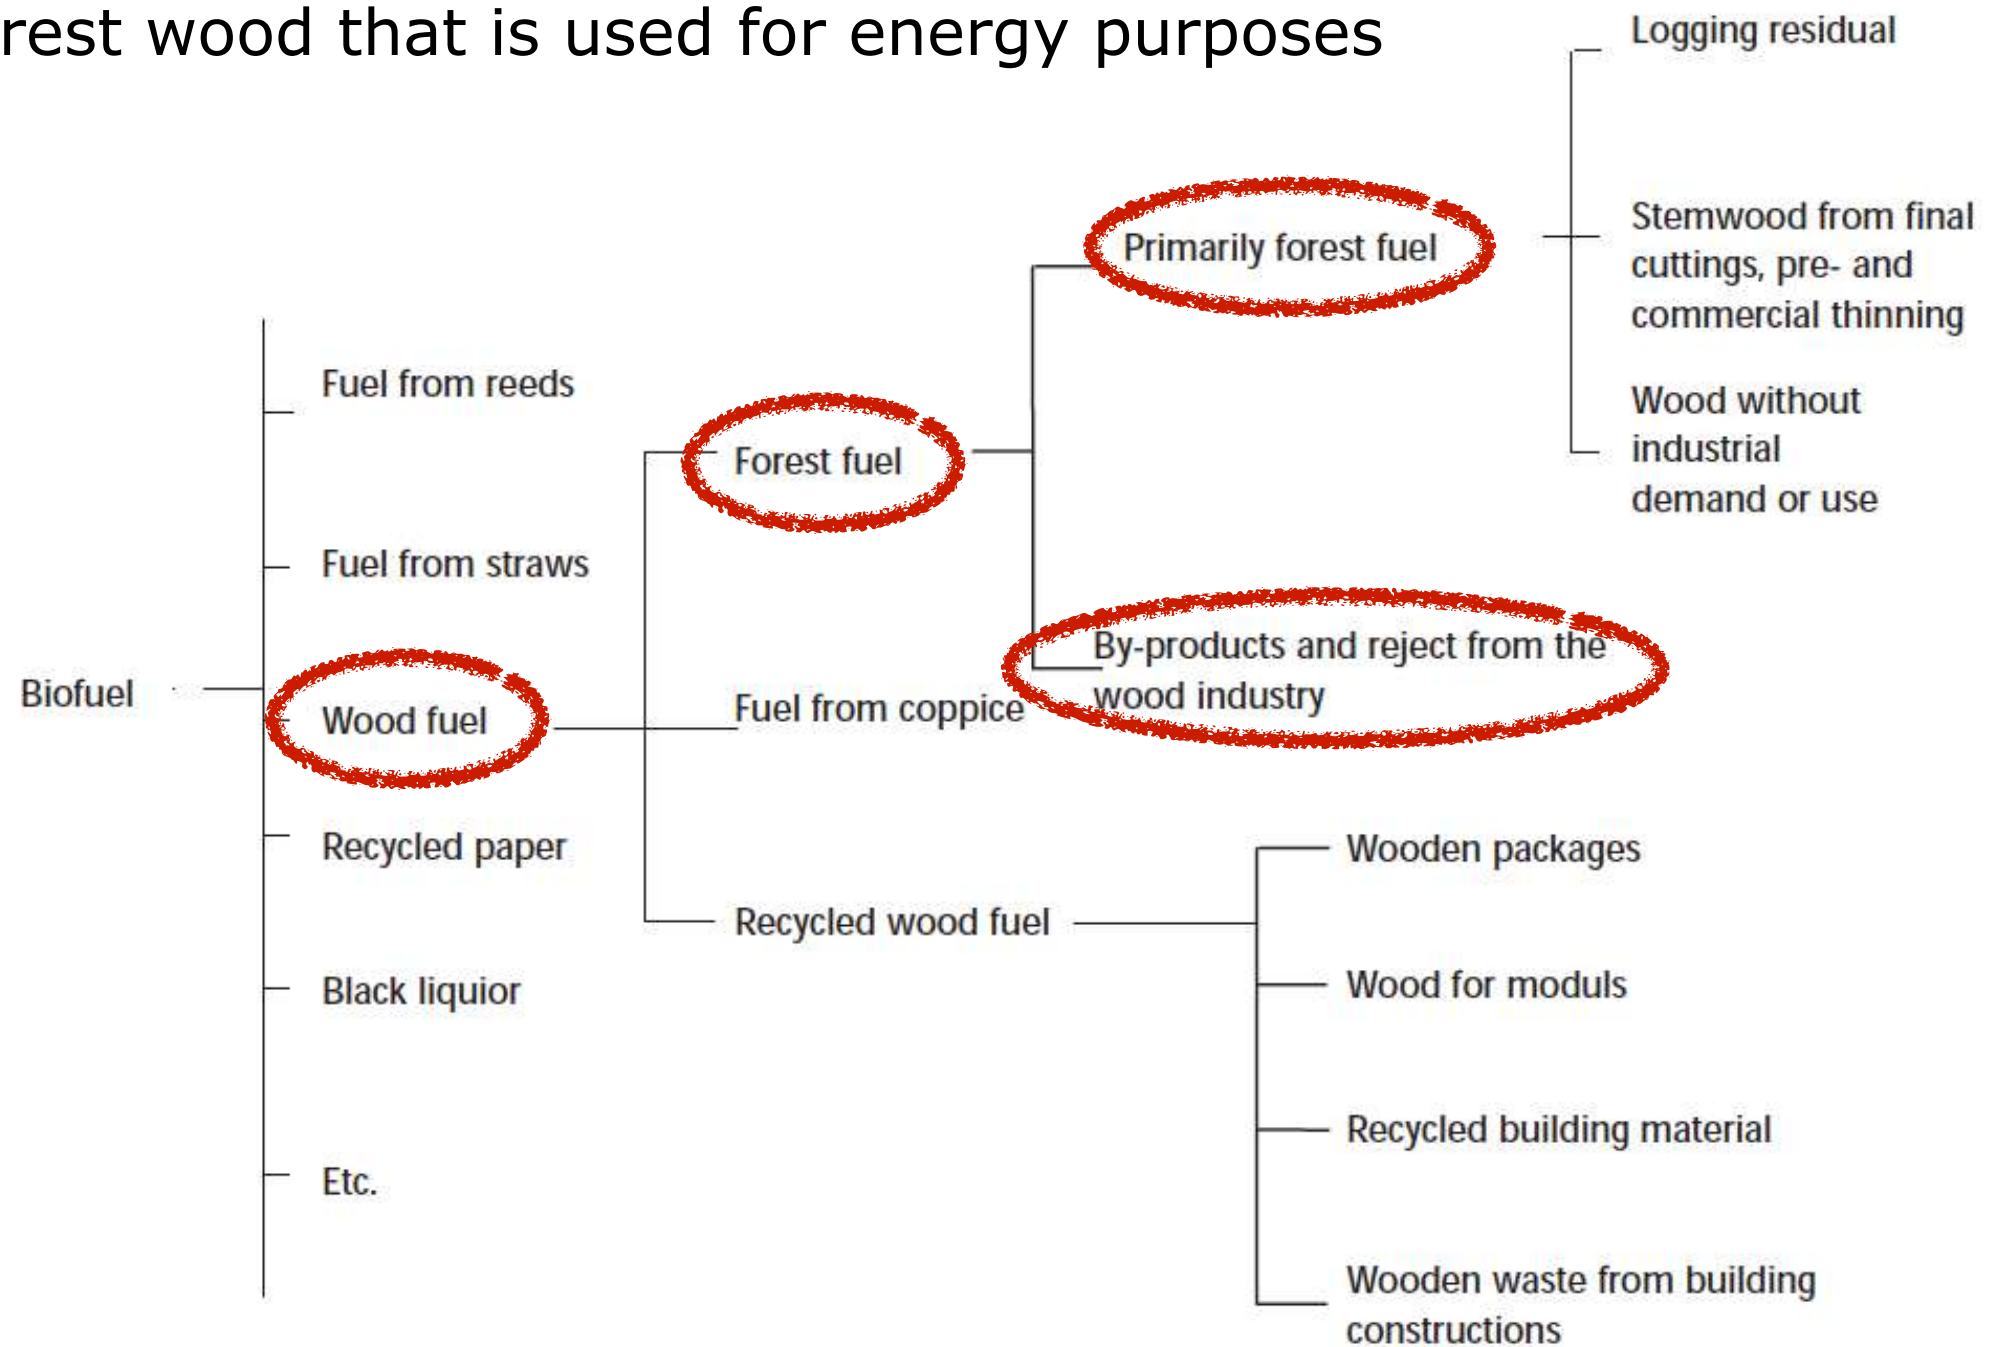 rest wood that is used for energy purposes
Logging residual
Stemwood from final
cuttings, pre- and
commercial thinning
Wood without
industrial
demand or use
Primarily forest fuel
By-products and reject from the
wood industry
Forest fuel
Fuel from coppice
Recycled wood fuel
Fuel from reeds
Fuel from straws
Wood fuel
Recycled paper
Black liquior
Etc.
Biofuel
Wooden packages
Wood for moduls
Recycled building material
Wooden waste from building
constructions